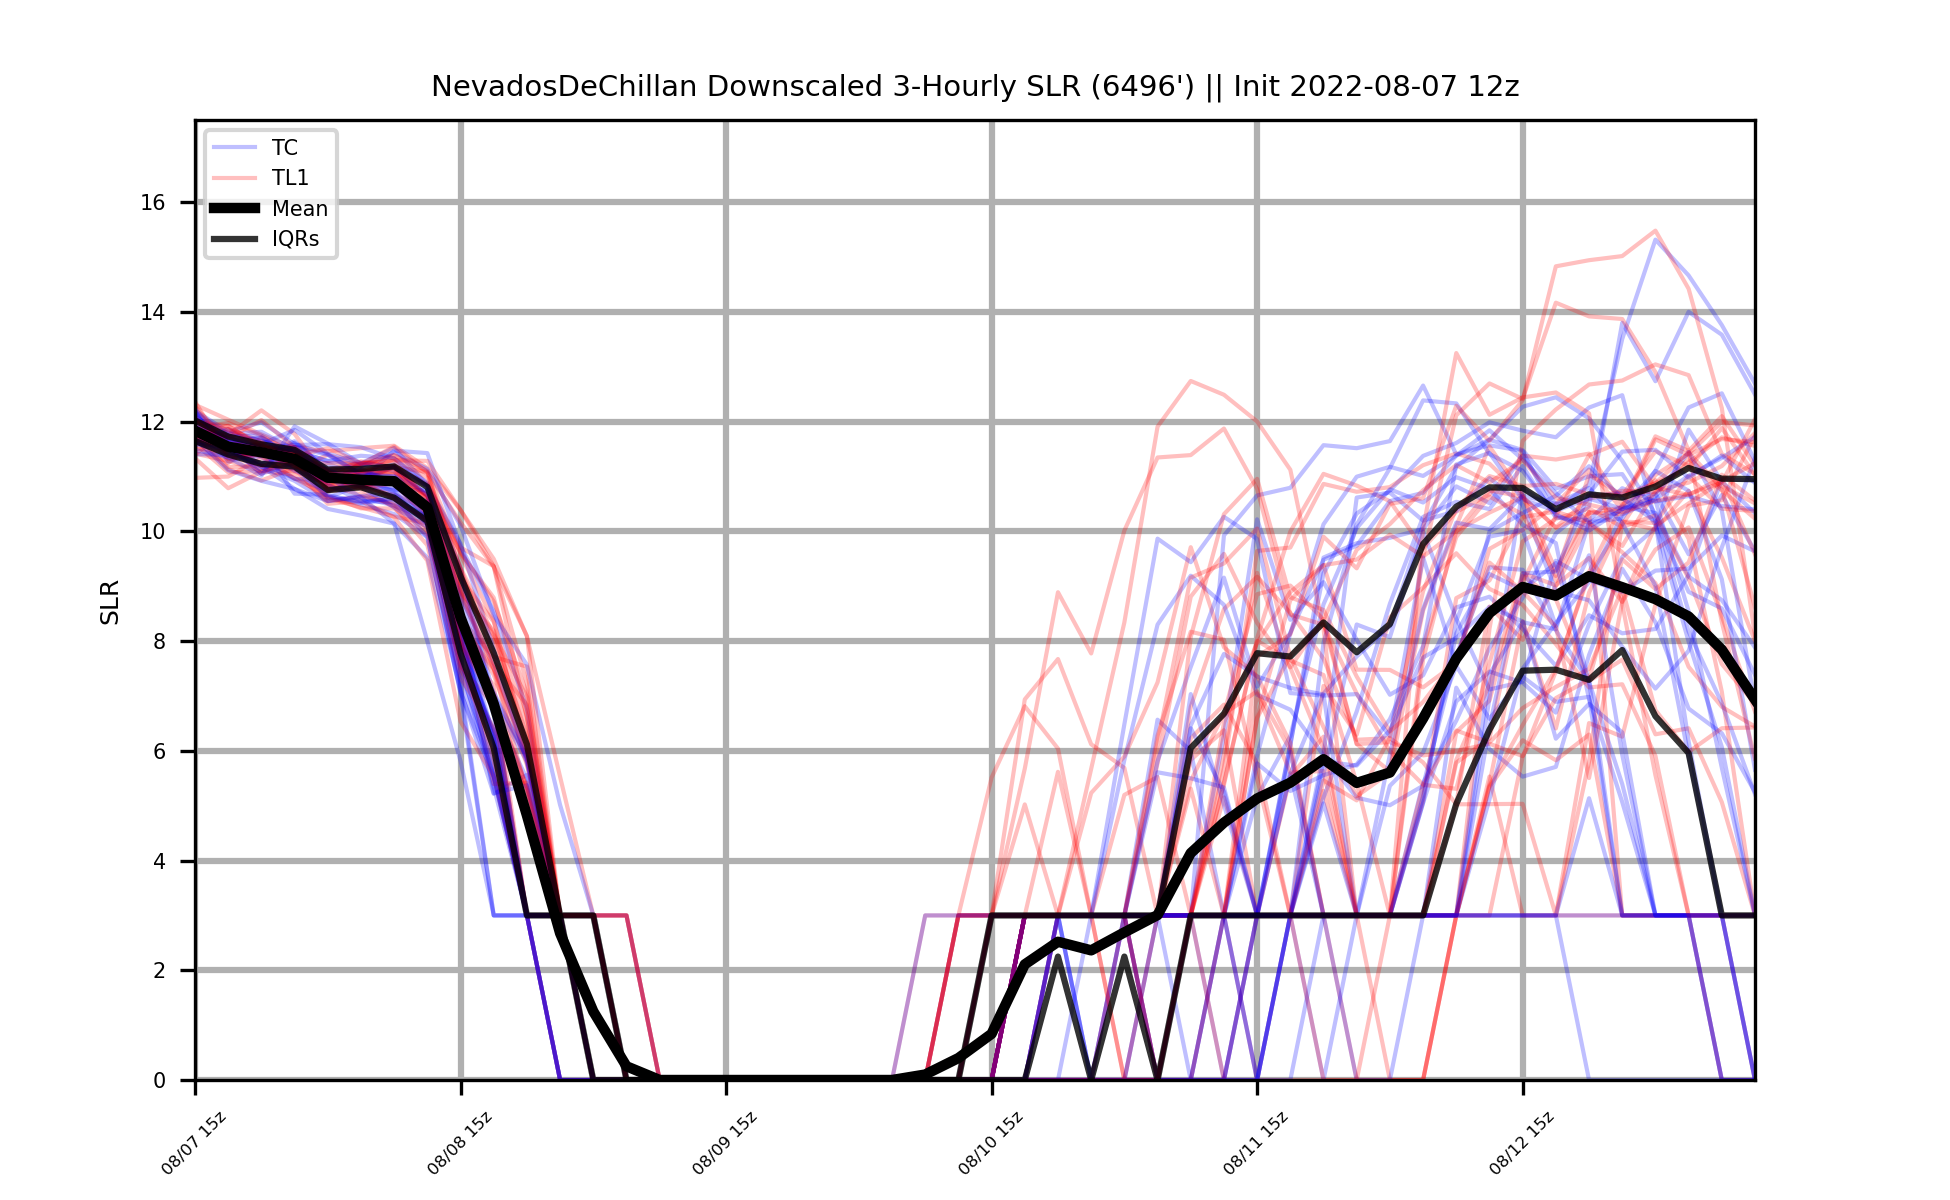 NevadosDeChillan Downscaled 3-Hourly SLR (6496') || Init 2022-08-07 12z
TC
TL1
Mean
IQRs
SLR
16
14
12
10
8
6
4
2
0
08/07 15z
08/08 15z
08/09 15z
08/10 15z
08/11 15z
08/12 15z